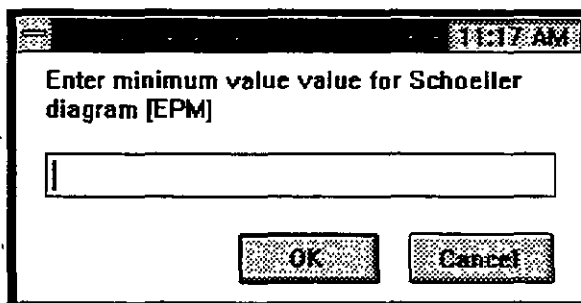 11:17 AM
Enter minimum value value for Schoeller
diagram [EPM]
OK
Cancel